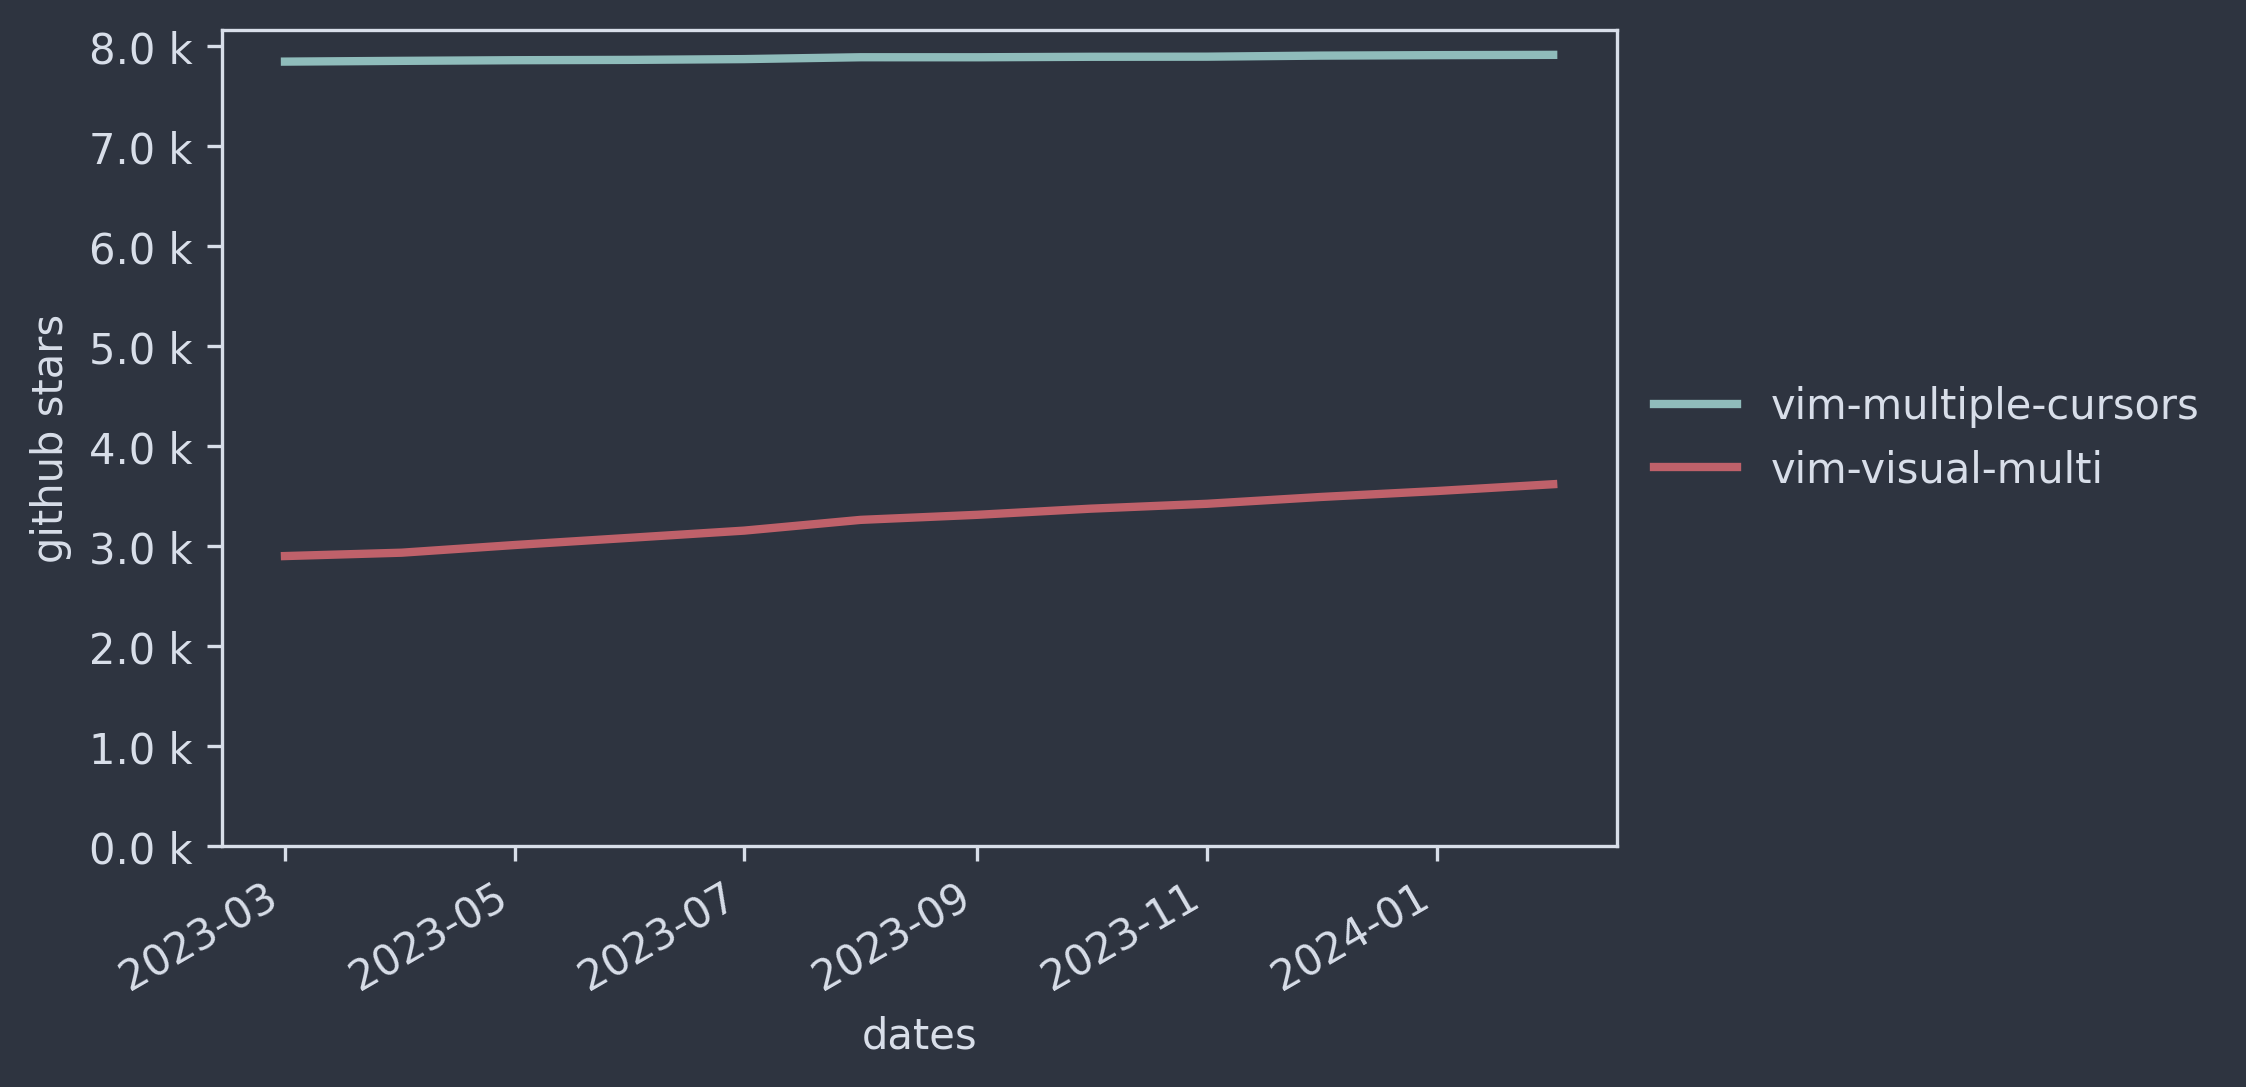 8.0 k
7.0 k
6.0 k
5.0 k
4.0 k
3.0 k
2.0 k
1.0 k
0.0 k
github stars
2023-03
2023-05
2023-07
2023-09
2023-11
2024-01
dates
vim-multiple-cursors
vim-visual-multi